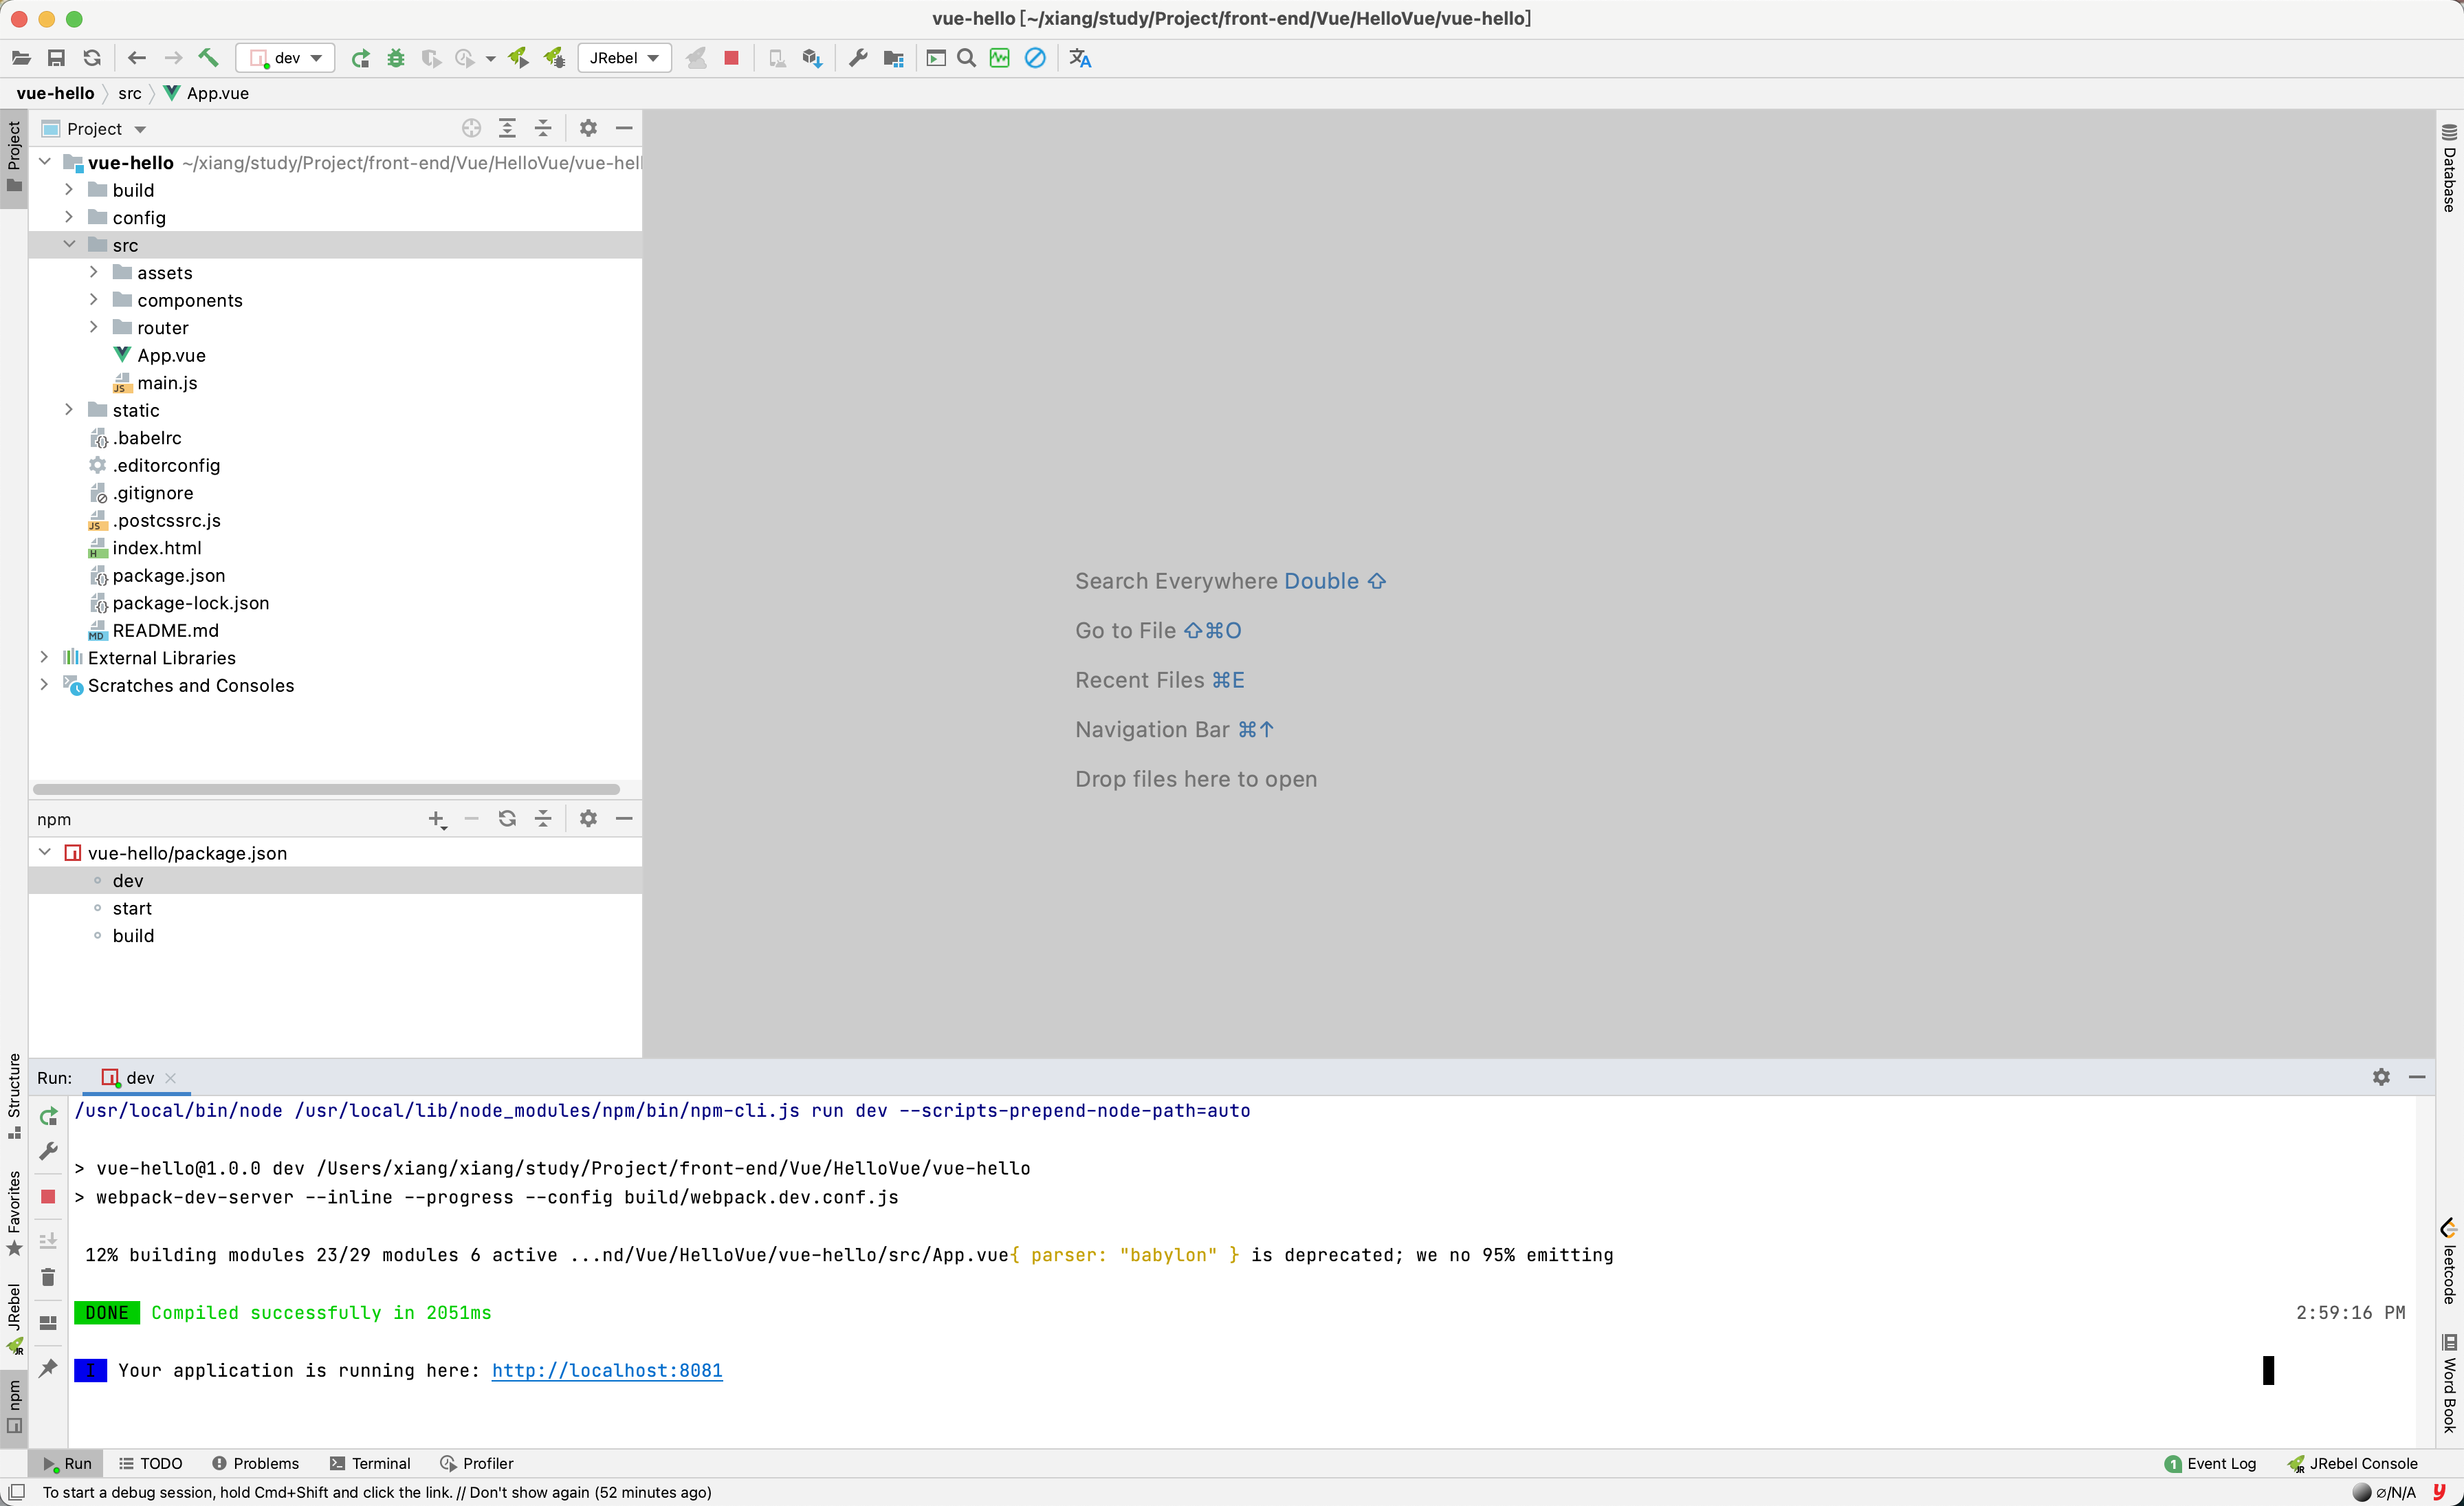 vue-hello [~/xiang/study/Project/front-end/Vue/HelloVue/vue-hello]
dev
JRebel
vue-hello src App.vue
Project
Project
vue-hello ~/xiang/study/Project/front-end/Vue/HelloVue/vue-hel
build
config
src
assets
components
router
App.vue
main.js
static
.babelrc
.editorconfig
.gitignore
.postcssrc.js
index.html
package.json
package-lock.json
README.md
External Libraries
Scratches and Consoles
Search Everywhere Double ⇧
Go to File ⇧⌘O
Recent Files ⌘E
Navigation Bar ⌘↑
Drop files here to open
Database
npm
vue-hello/package.json
dev
start
build
Structure
Favorites
JRebel
npm
Run: dev
/usr/local/bin/node /usr/local/lib/node_modules/npm/bin/npm-cli.js run dev --scripts-prepend-node-path=auto
> vue-hello@1.0.0 dev /Users/xiang/xiang/study/Project/front-end/Vue/HelloVue/vue-hello
> webpack-dev-server --inline --progress --config build/webpack.dev.conf.js
12% building modules 23/29 modules 6 active ...nd/Vue/HelloVue/vue-hello/src/App.vue{ parser: "babylon" } is deprecated; we no 95% emitting
DONE Compiled successfully in 2051ms 2:59:16 PM
I Your application is running here: http://localhost:8081
leetcode
Word Book
Run TODO Problems Terminal Profiler 1 Event Log JRebel Console
To start a debug session, hold Cmd+Shift and click the link. // Don't show again (52 minutes ago) ∅/N/A